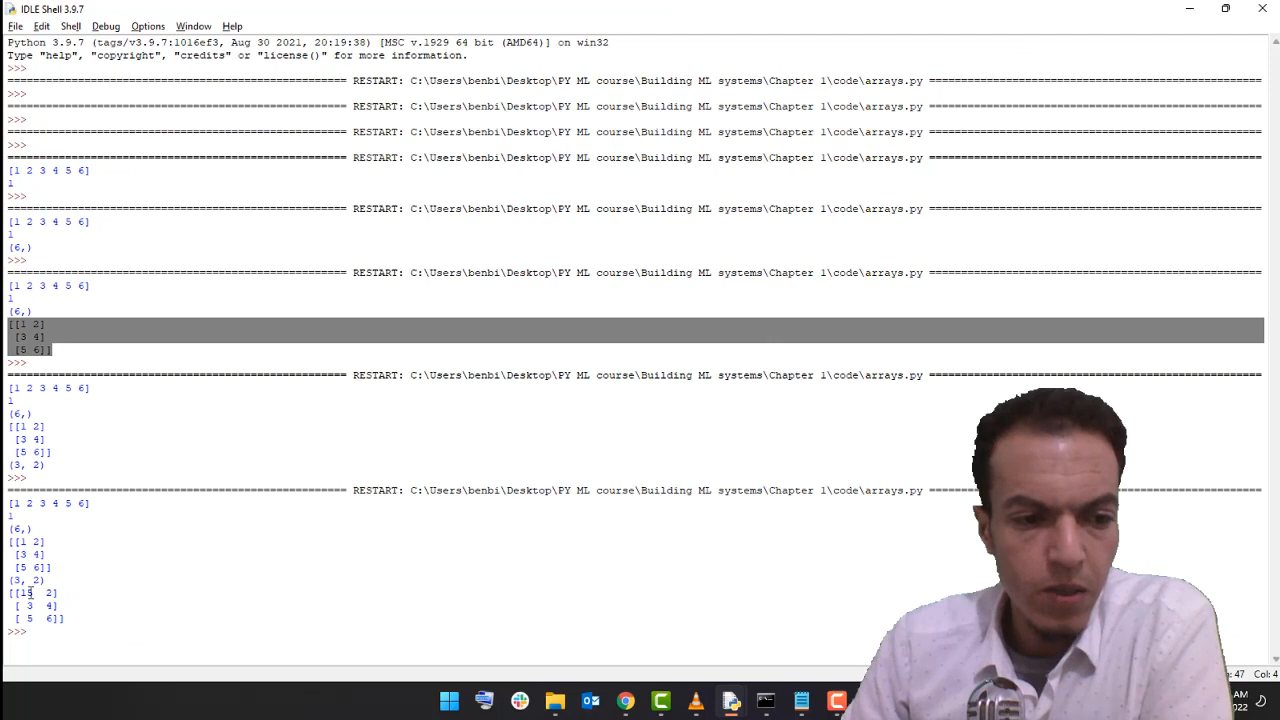 IDLE Shell 3.9.7
File Edit Shell Debug Options Window Help
Python 3.9.7 (tags/v3.9.7:1016ef3, Aug 30 2021, 20:19:38) [MSC v.1929 64 bit (AMD64)] on win32
Type "help", "copyright", "credits" or "license()" for more information.
>>>
=================== RESTART: C:\Users\benbi\Desktop\PY ML course\Building ML systems\Chapter 1\code\arrays.py ===================
>>>
=================== RESTART: C:\Users\benbi\Desktop\PY ML course\Building ML systems\Chapter 1\code\arrays.py ===================
>>>
=================== RESTART: C:\Users\benbi\Desktop\PY ML course\Building ML systems\Chapter 1\code\arrays.py ===================
>>>
=================== RESTART: C:\Users\benbi\Desktop\PY ML course\Building ML systems\Chapter 1\code\arrays.py ===================
[1 2 3 4 5 6]
1
>>>
=================== RESTART: C:\Users\benbi\Desktop\PY ML course\Building ML systems\Chapter 1\code\arrays.py ===================
[1 2 3 4 5 6]
1
(6,)
>>>
=================== RESTART: C:\Users\benbi\Desktop\PY ML course\Building ML systems\Chapter 1\code\arrays.py ===================
[1 2 3 4 5 6]
1
(6,)
[[1 2]
[3 4]
[5 6]]
>>>
=================== RESTART: C:\Users\benbi\Desktop\PY ML course\Building ML systems\Chapter 1\code\arrays.py ===================
[1 2 3 4 5 6]
1
(6,)
[[1 2]
[3 4]
[5 6]]
(3, 2)
>>>
=================== RESTART: C:\Users\benbi\Desktop\PY ML course\Building ML systems\Chapter 1\code\arrays.py ===================
[1 2 3 4 5 6]
1
(6,)
[[1 2]
[3 4]
[5 6]]
(3, 2)
2]
[ 3 4]
[ 5 6]]
>>>
47 Col: 4
AM
2022